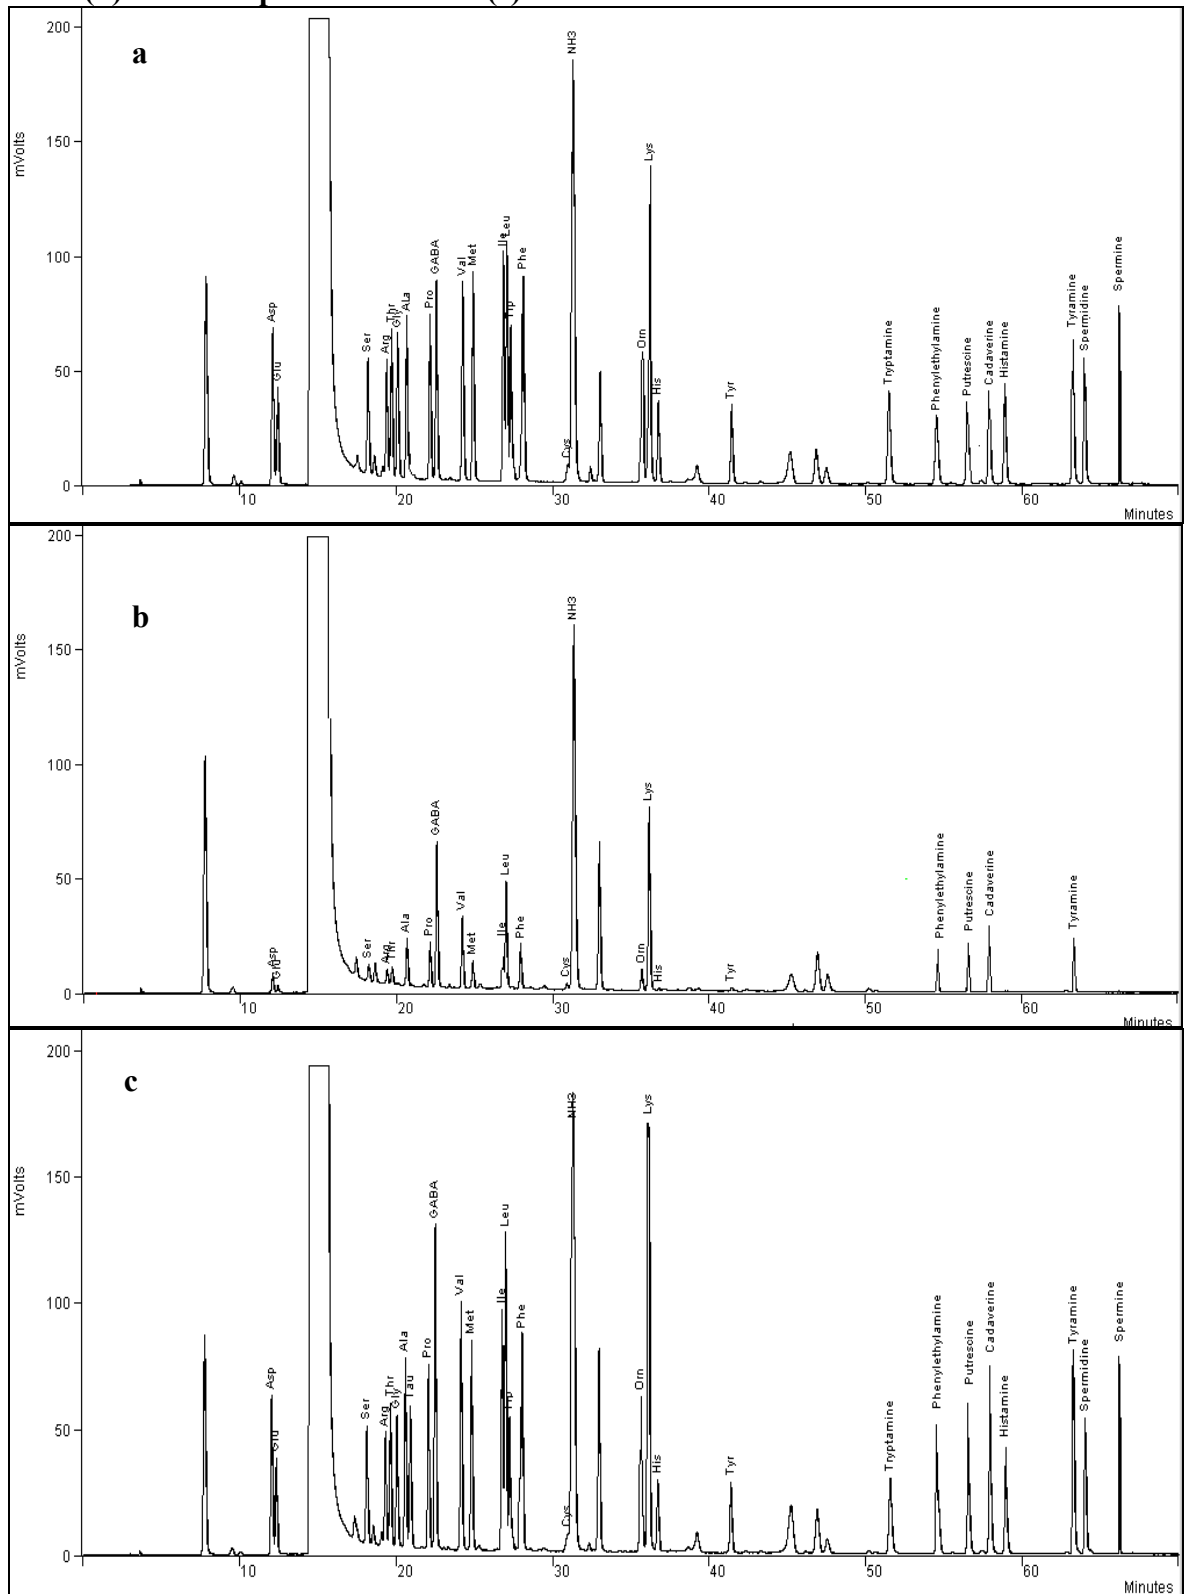 a
mVolts
200
150
100
50
0
Asp
Glu
Ser
Arg
Thr
Gly
Ala
Pro
GABA
Val
Met
Ile
Leu
Trp
Phe
Cys
NH3
Orn
Lys
His
Tyr
Tryptamine
Phenylethylamine
Putrescine
Cadaverine
Histamine
Tyramine
Spermidine
Spermine
10 20 30 40 50 60
Minutes
b
mVolts
200
150
100
50
0
Asp
Glu
Ser
Arg
Thr
Ala
Pro
GABA
Val
Met
Ile
Leu
Phe
Cys
NH3
Orn
Lys
His
Tyr
Phenylethylamine
Putrescine
Cadaverine
Tyramine
10 20 30 40 50 60
Minutes
c
mVolts
200
150
100
50
0
Asp
Glu
Ser
Arg
Thr
Gly
Ala
Tau
Pro
GABA
Val
Met
Ile
Leu
Trp
Phe
Cys
NH3
Orn
Lys
His
Tyr
Tryptamine
Phenylethylamine
Putrescine
Cadaverine
Histamine
Tyramine
Spermidine
Spermine
10 20 30 40 50 60
Minutes